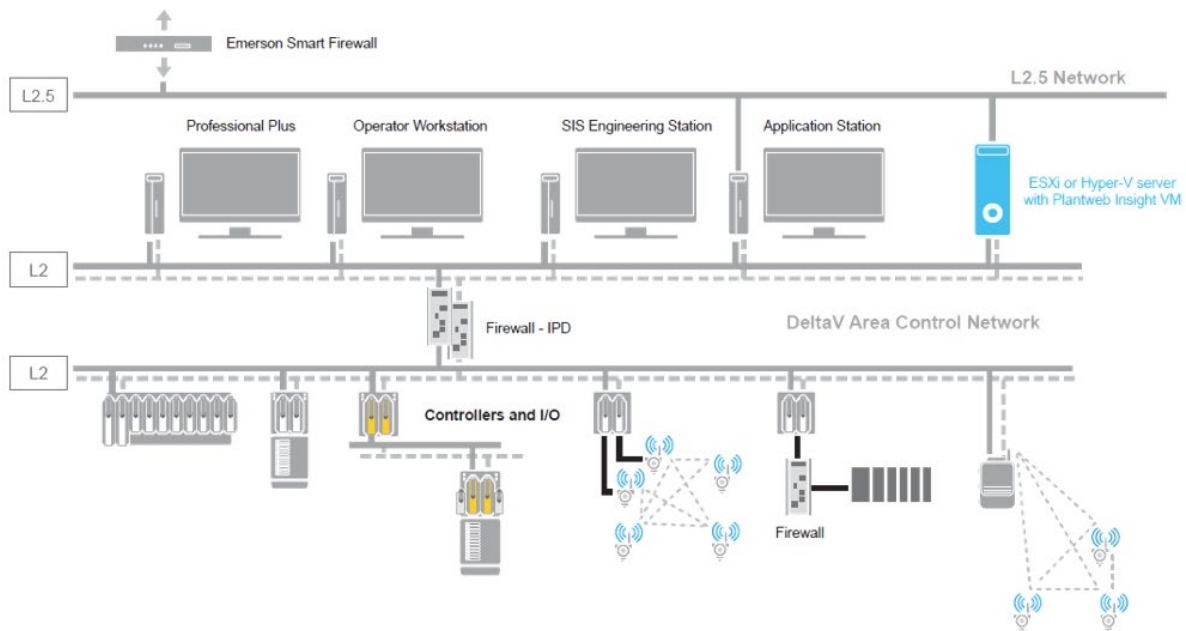 Emerson Smart Firewall
L2.5 Network
L2.5
Professional Plus
Operator Workstation
SIS Engineering Station
Application Station
ESXi or Hyper-V server
with Plantweb Insight VM
L2
Firewall - IPD
DeltaV Area Control Network
L2
Controllers and I/O
Firewall